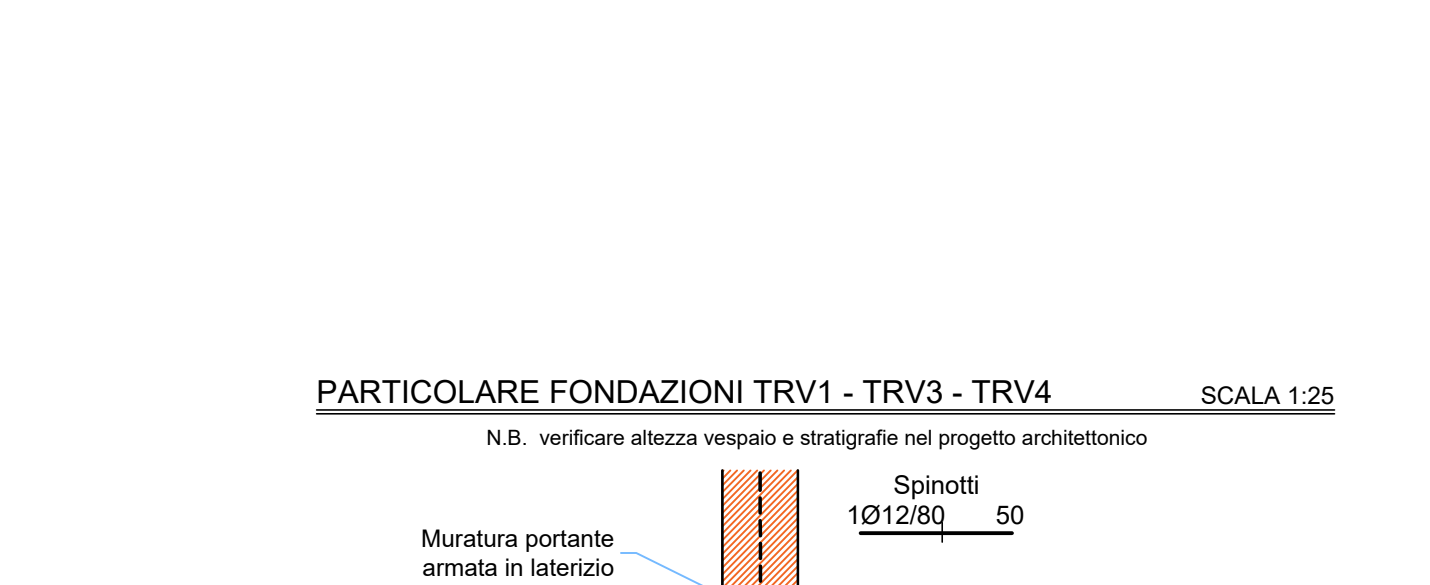 PARTICOLARE FONDAZIONI TRV1 - TRV3 - TRV4 SCALA 1:25
N.B. verificare altezza vespaio e stratigrafie nel progetto architettonico
Spinotti
1Ø12/80 50
Muratura portante
armata in laterizio